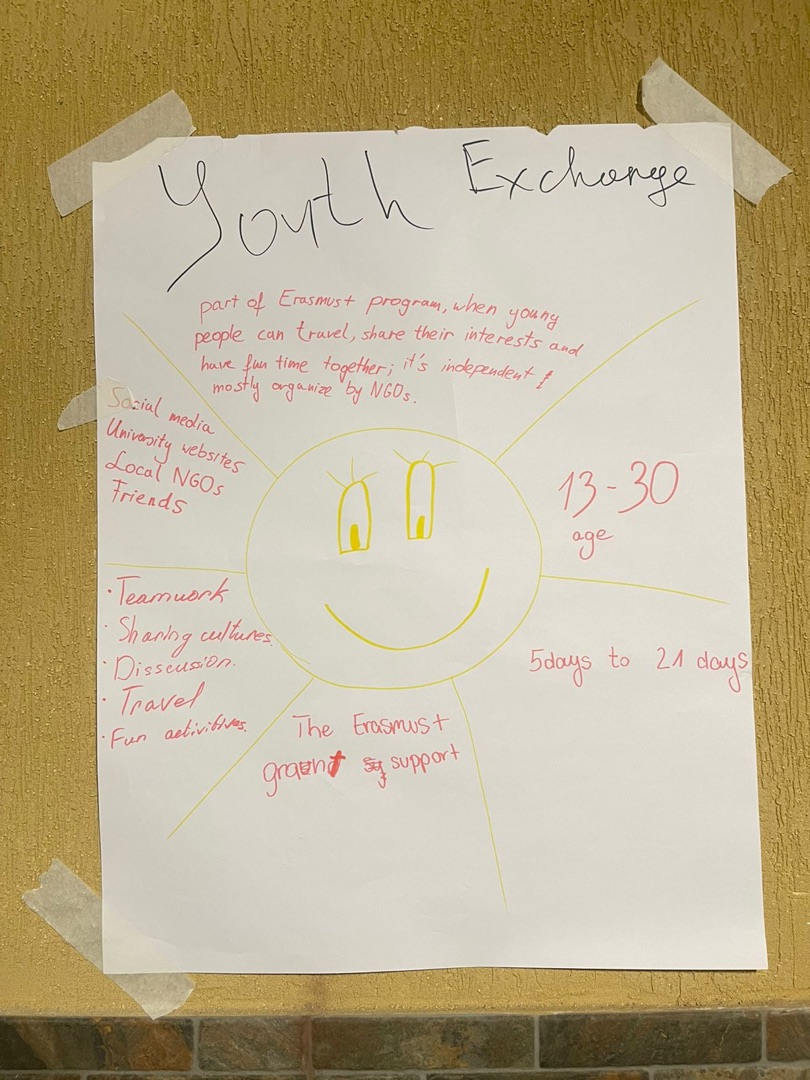 Youth Exchange
part of Erasmus+ program, when young
people can travel, share their interests and
have fun time together; it's independent
mostly organize by NGOs.
Social media
University websites
Local NGOs
Friends
13-30
age
· Teamwork
· Sharing cultures.
· Disscusion.
· Travel
· Fun activitives.
5days to 21 days
The Erasmus+
grant support